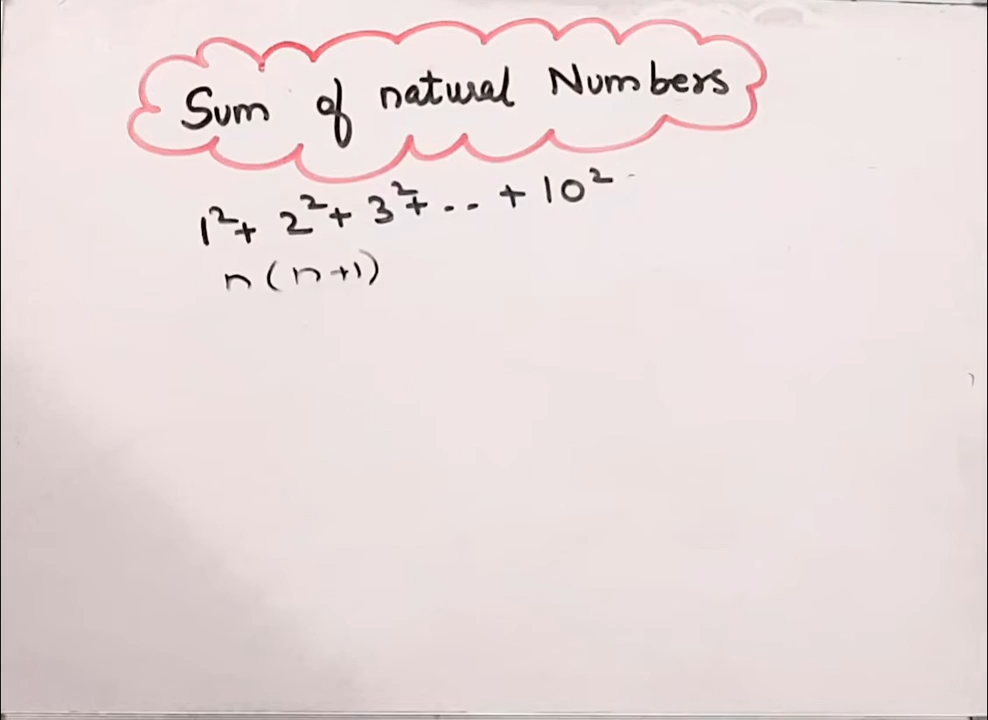 Sum of natural Numbers
1² + 2² + 3² + .. + 10²
n(n+1)